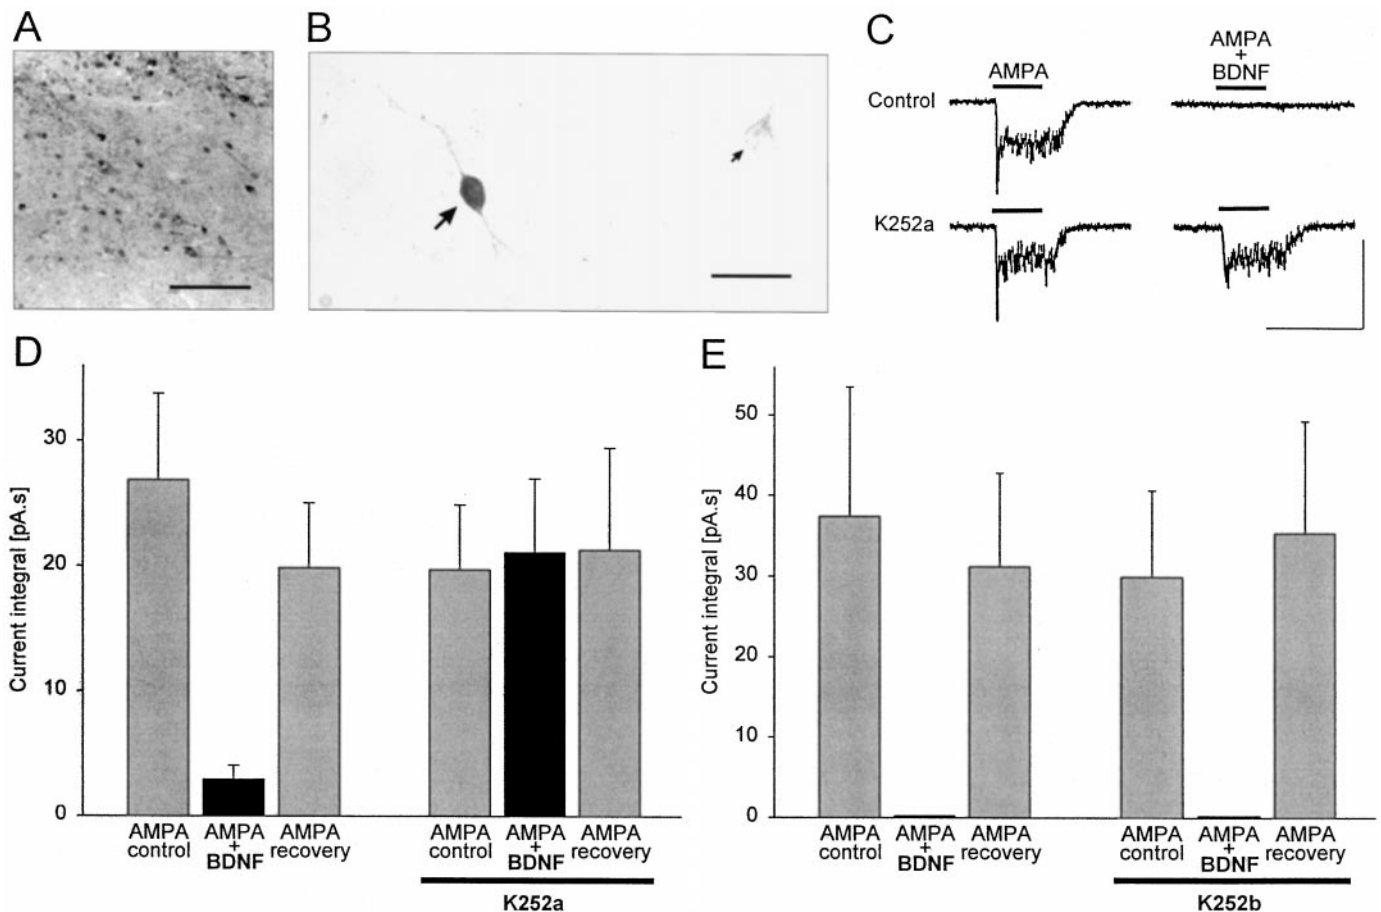 A
B
C
AMPA
AMPA
+
BDNF
Control
K252a
D
Current integral [pA.s]
30
20
10
0
AMPA control
AMPA + BDNF
AMPA recovery
AMPA control
AMPA + BDNF
AMPA recovery
K252a
E
Current integral [pA.s]
50
40
30
20
10
0
AMPA control
AMPA + BDNF
AMPA recovery
AMPA control
AMPA + BDNF
AMPA recovery
K252b